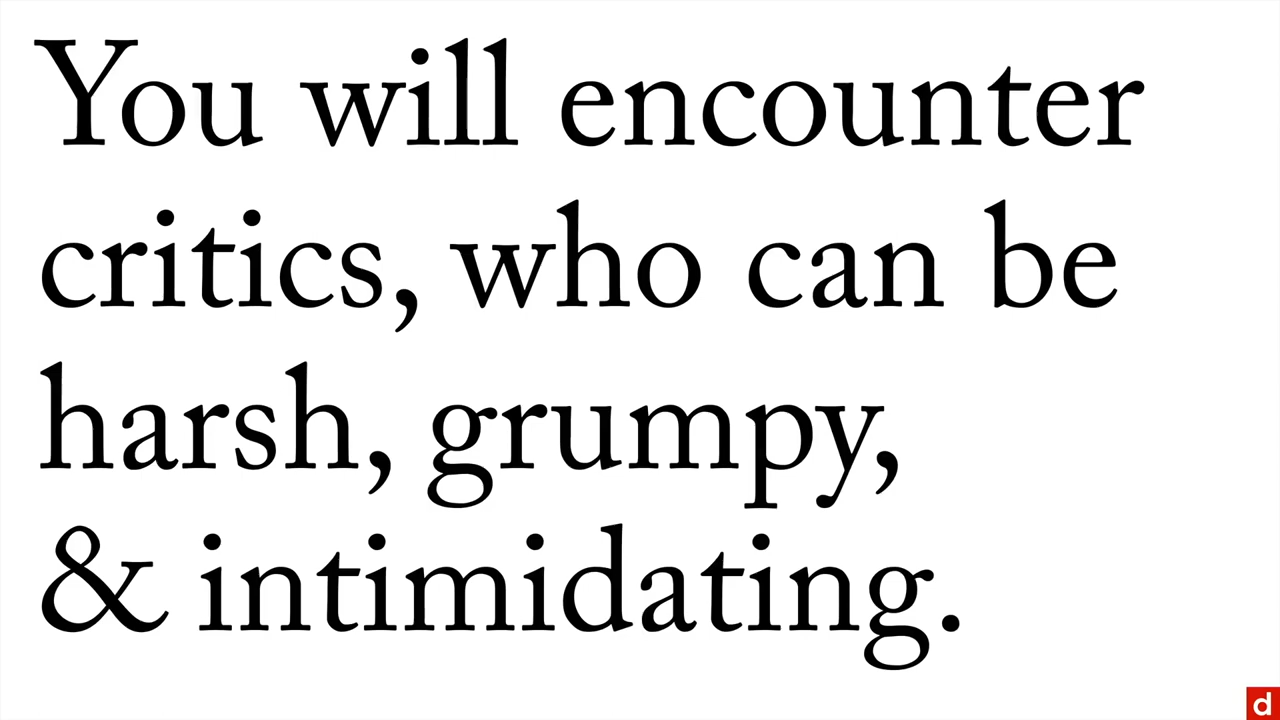 You will encounter
critics, who can be
harsh, grumpy,
& intimidating.
d